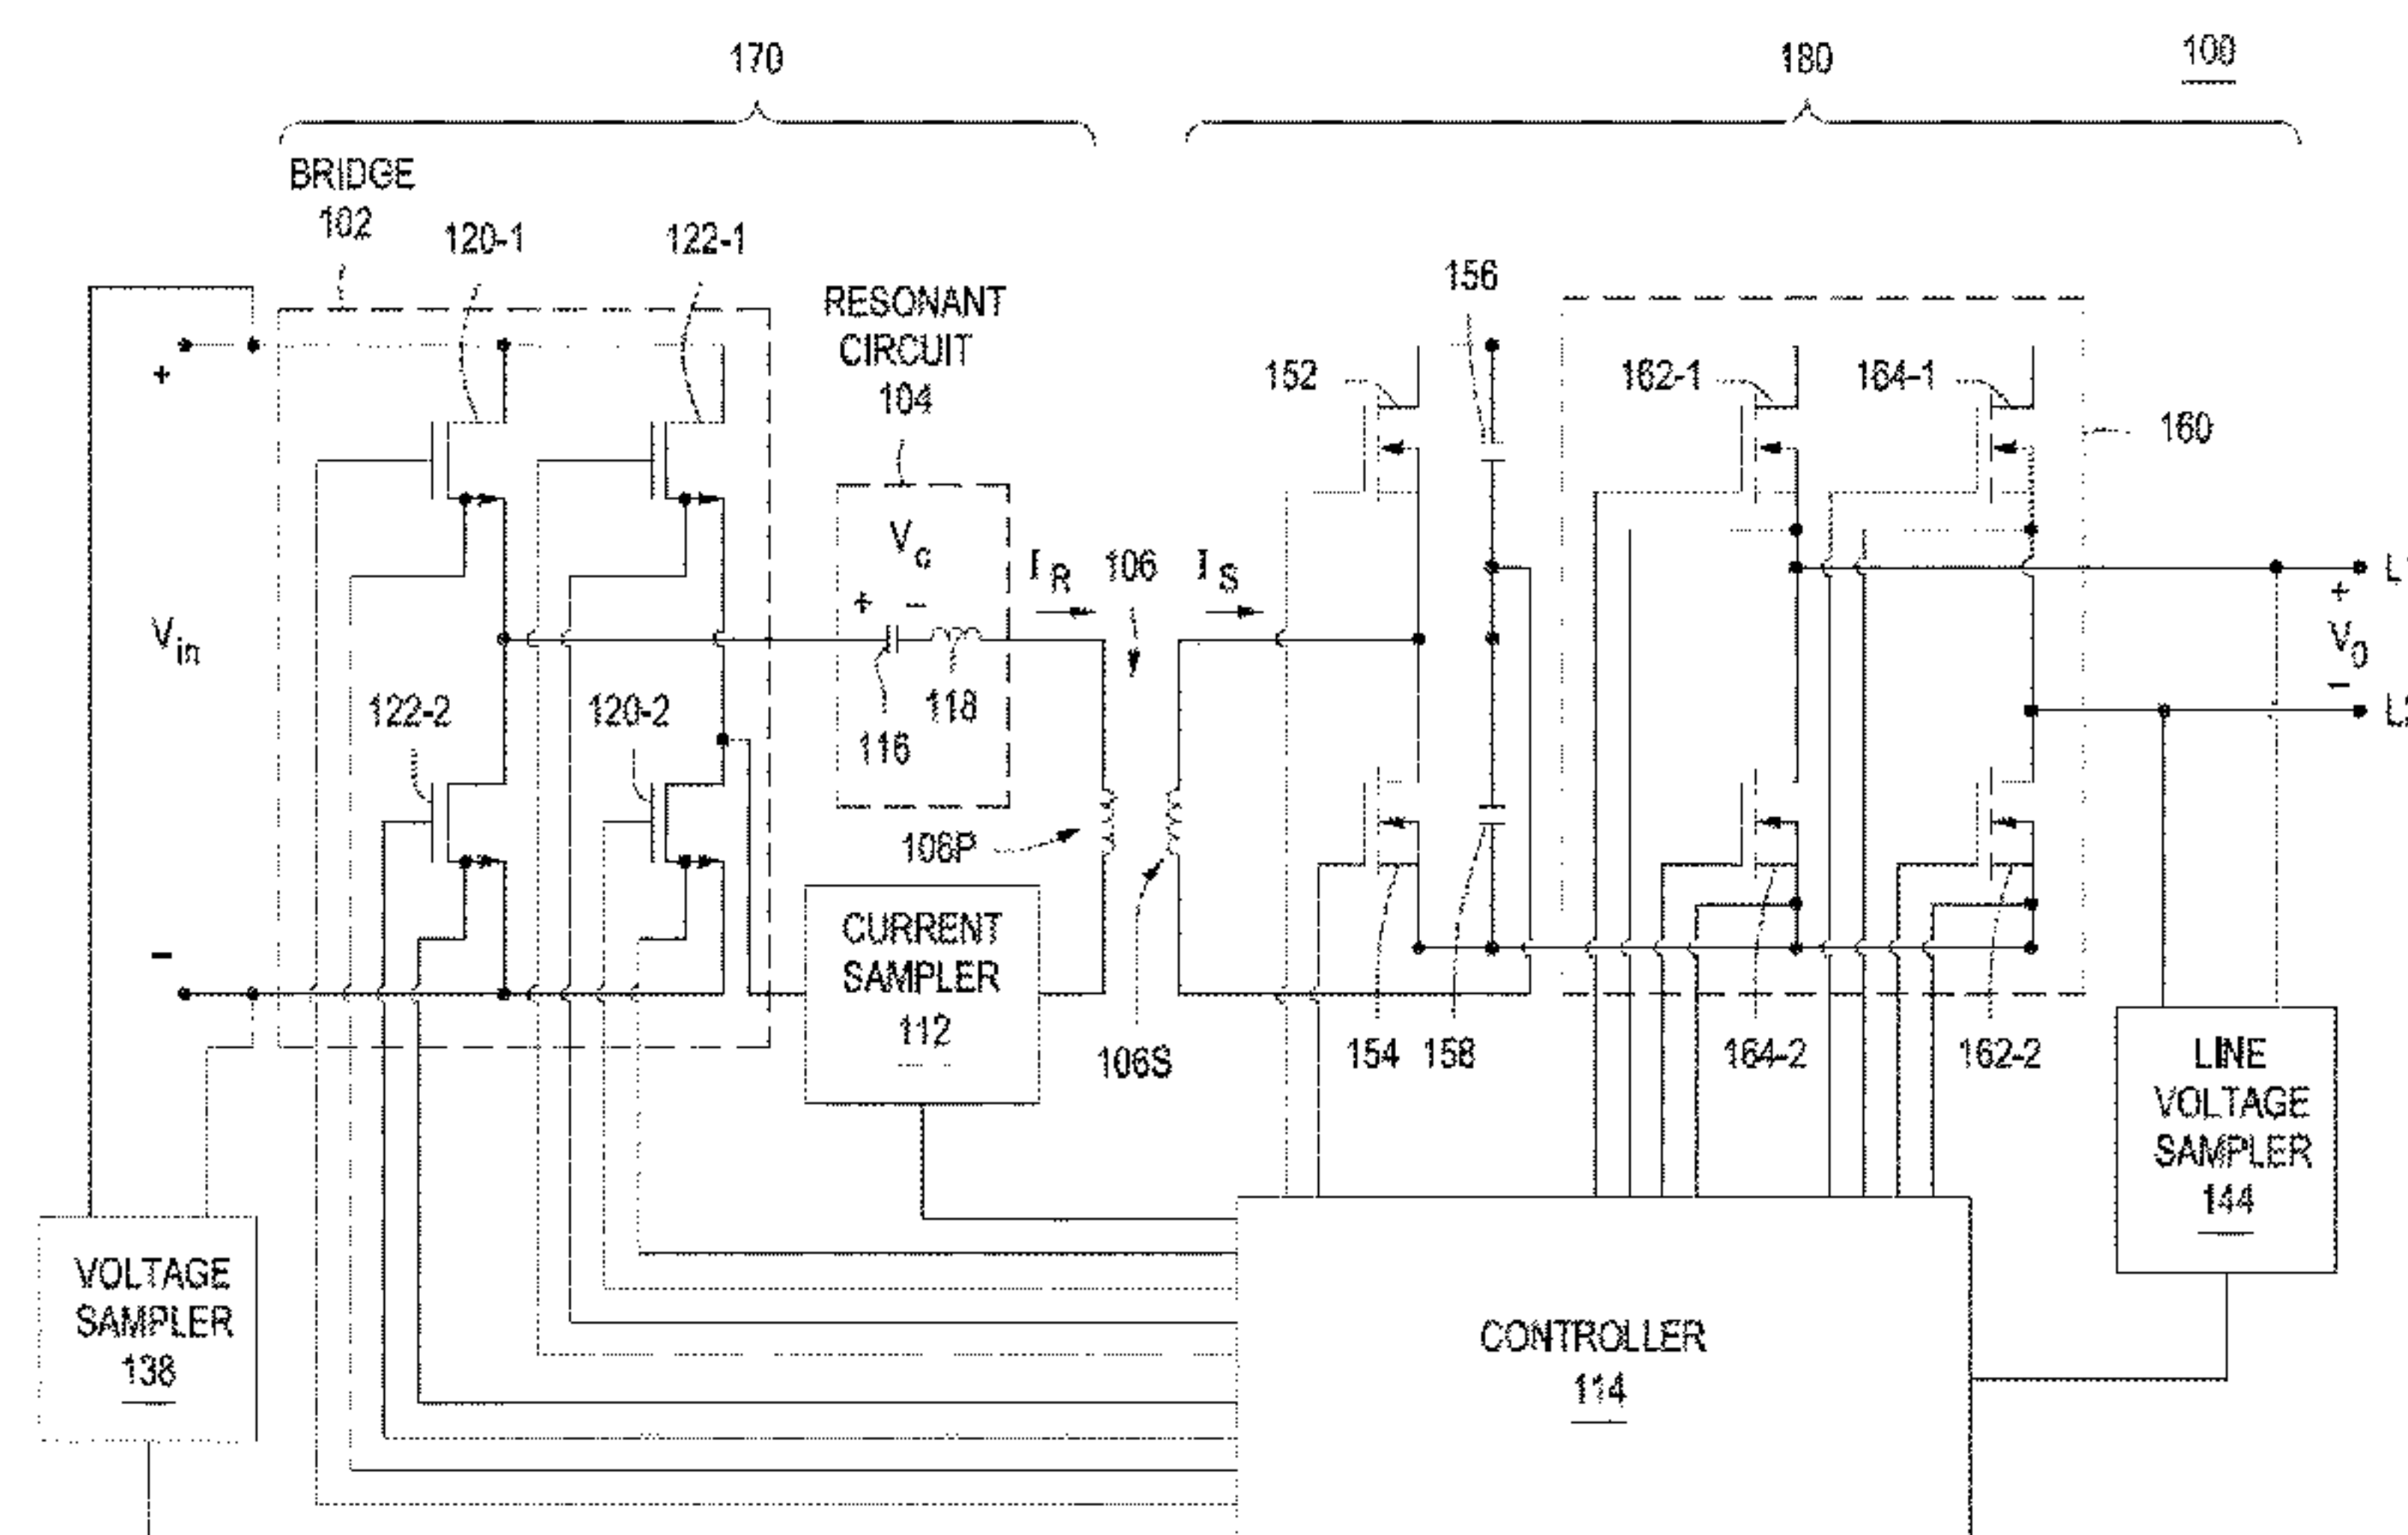 170
180
100
BRIDGE
102
120-1
122-1
RESONANT
CIRCUIT
104
156
152
162-1
164-1
160
+
Vc
+ −
IR
106
IS
Vin
122-2
120-2
116
118
+
V0
−
106P
106S
−
CURRENT
SAMPLER
112
154
158
164-2
162-2
LINE
VOLTAGE
SAMPLER
144
VOLTAGE
SAMPLER
138
CONTROLLER
114